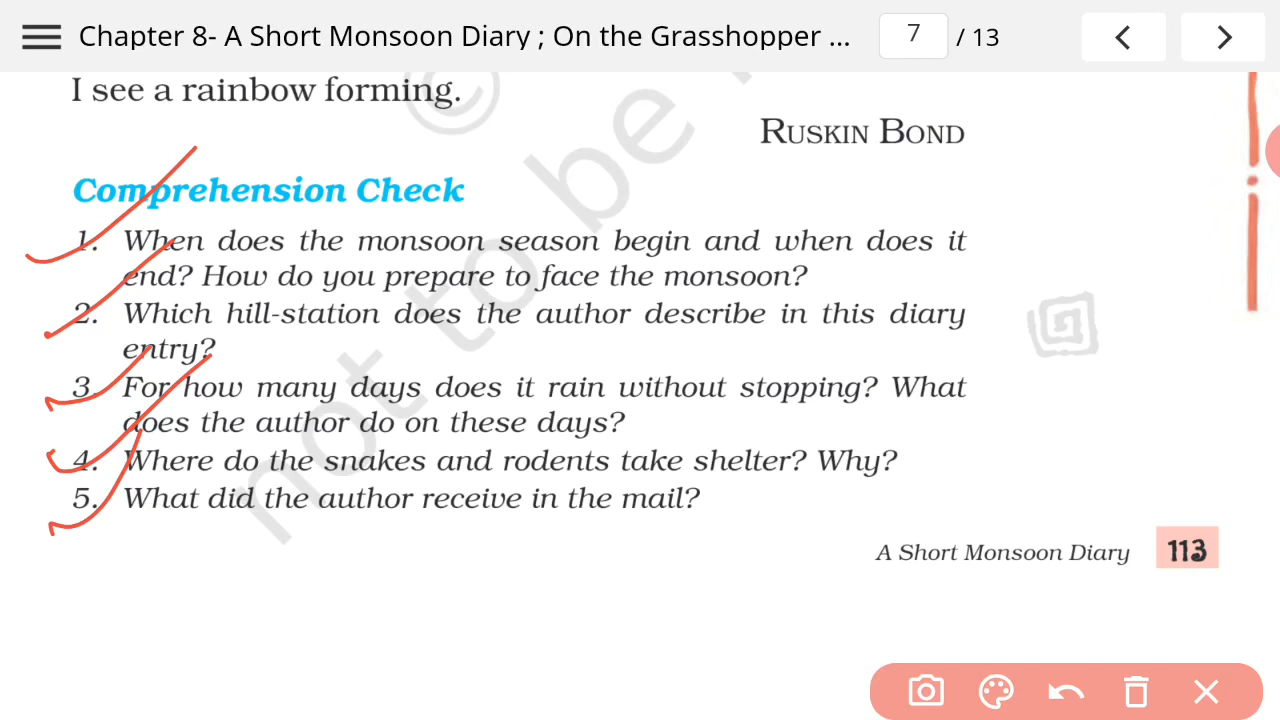 Chapter 8- A Short Monsoon Diary ; On the Grasshopper ...
7 / 13
I see a rainbow forming.
RUSKIN BOND
Comprehension Check
1. When does the monsoon season begin and when does it
end? How do you prepare to face the monsoon?
2. Which hill-station does the author describe in this diary
entry?
3. For how many days does it rain without stopping? What
does the author do on these days?
4. Where do the snakes and rodents take shelter? Why?
5. What did the author receive in the mail?
A Short Monsoon Diary 113
© not to be